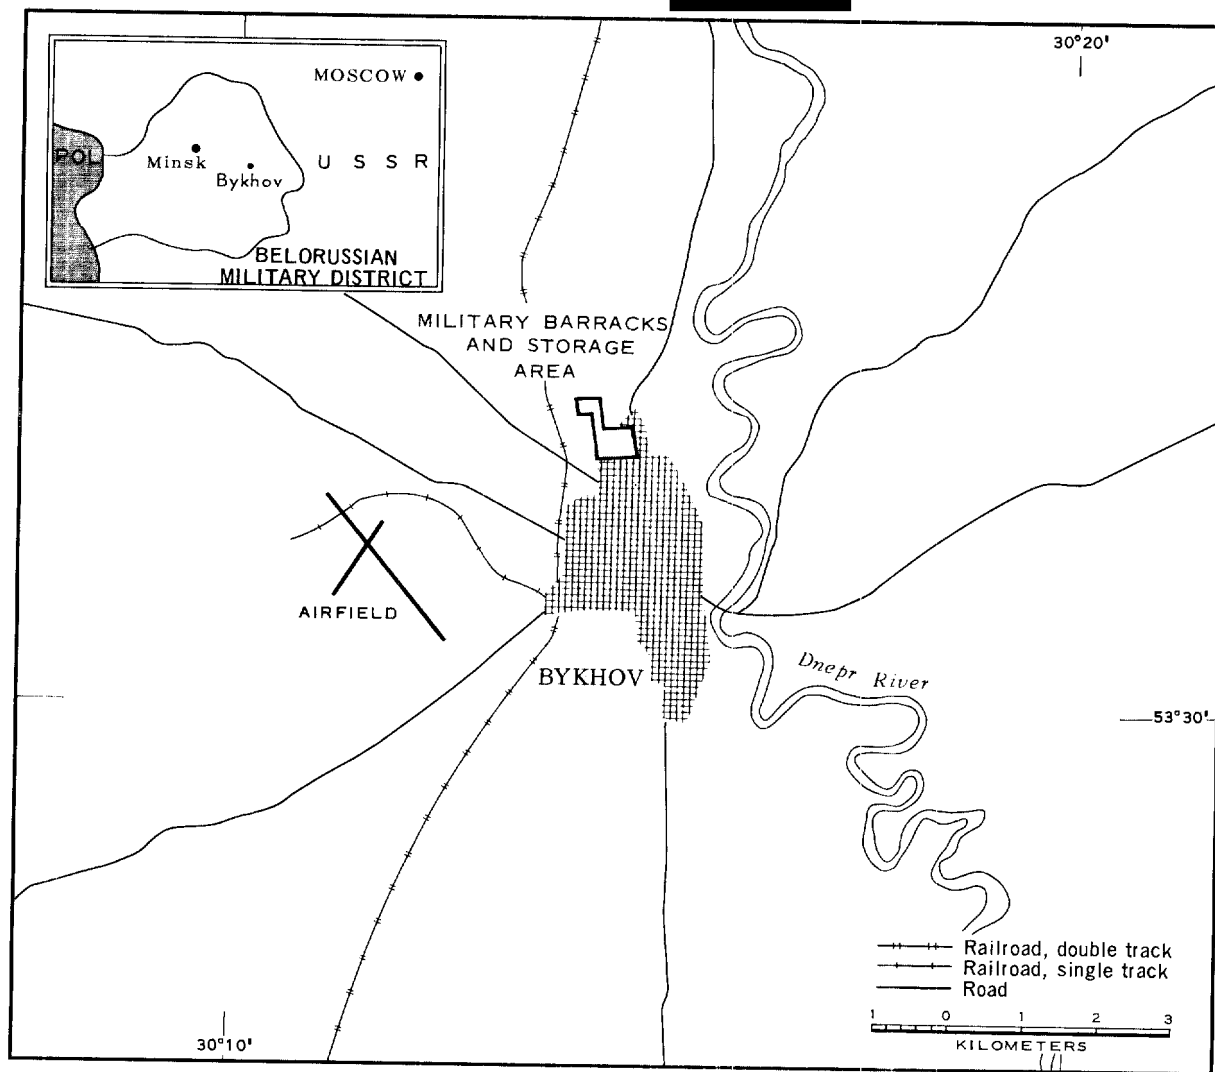 30°20'
MOSCOW
POL
Minsk
Bykhov
U S S R
BELORUSSIAN
MILITARY DISTRICT
MILITARY BARRACKS
AND STORAGE
AREA
AIRFIELD
BYKHOV
Dnepr River
53°30'
Railroad, double track
Railroad, single track
Road
1 0 1 2 3
KILOMETERS
30°10'